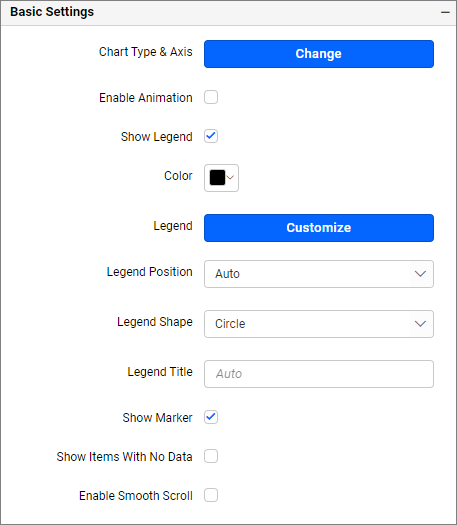 Basic Settings
Chart Type & Axis Change
Enable Animation
Show Legend
Color
Legend Customize
Legend Position Auto
Legend Shape Circle
Legend Title Auto
Show Marker
Show Items With No Data
Enable Smooth Scroll